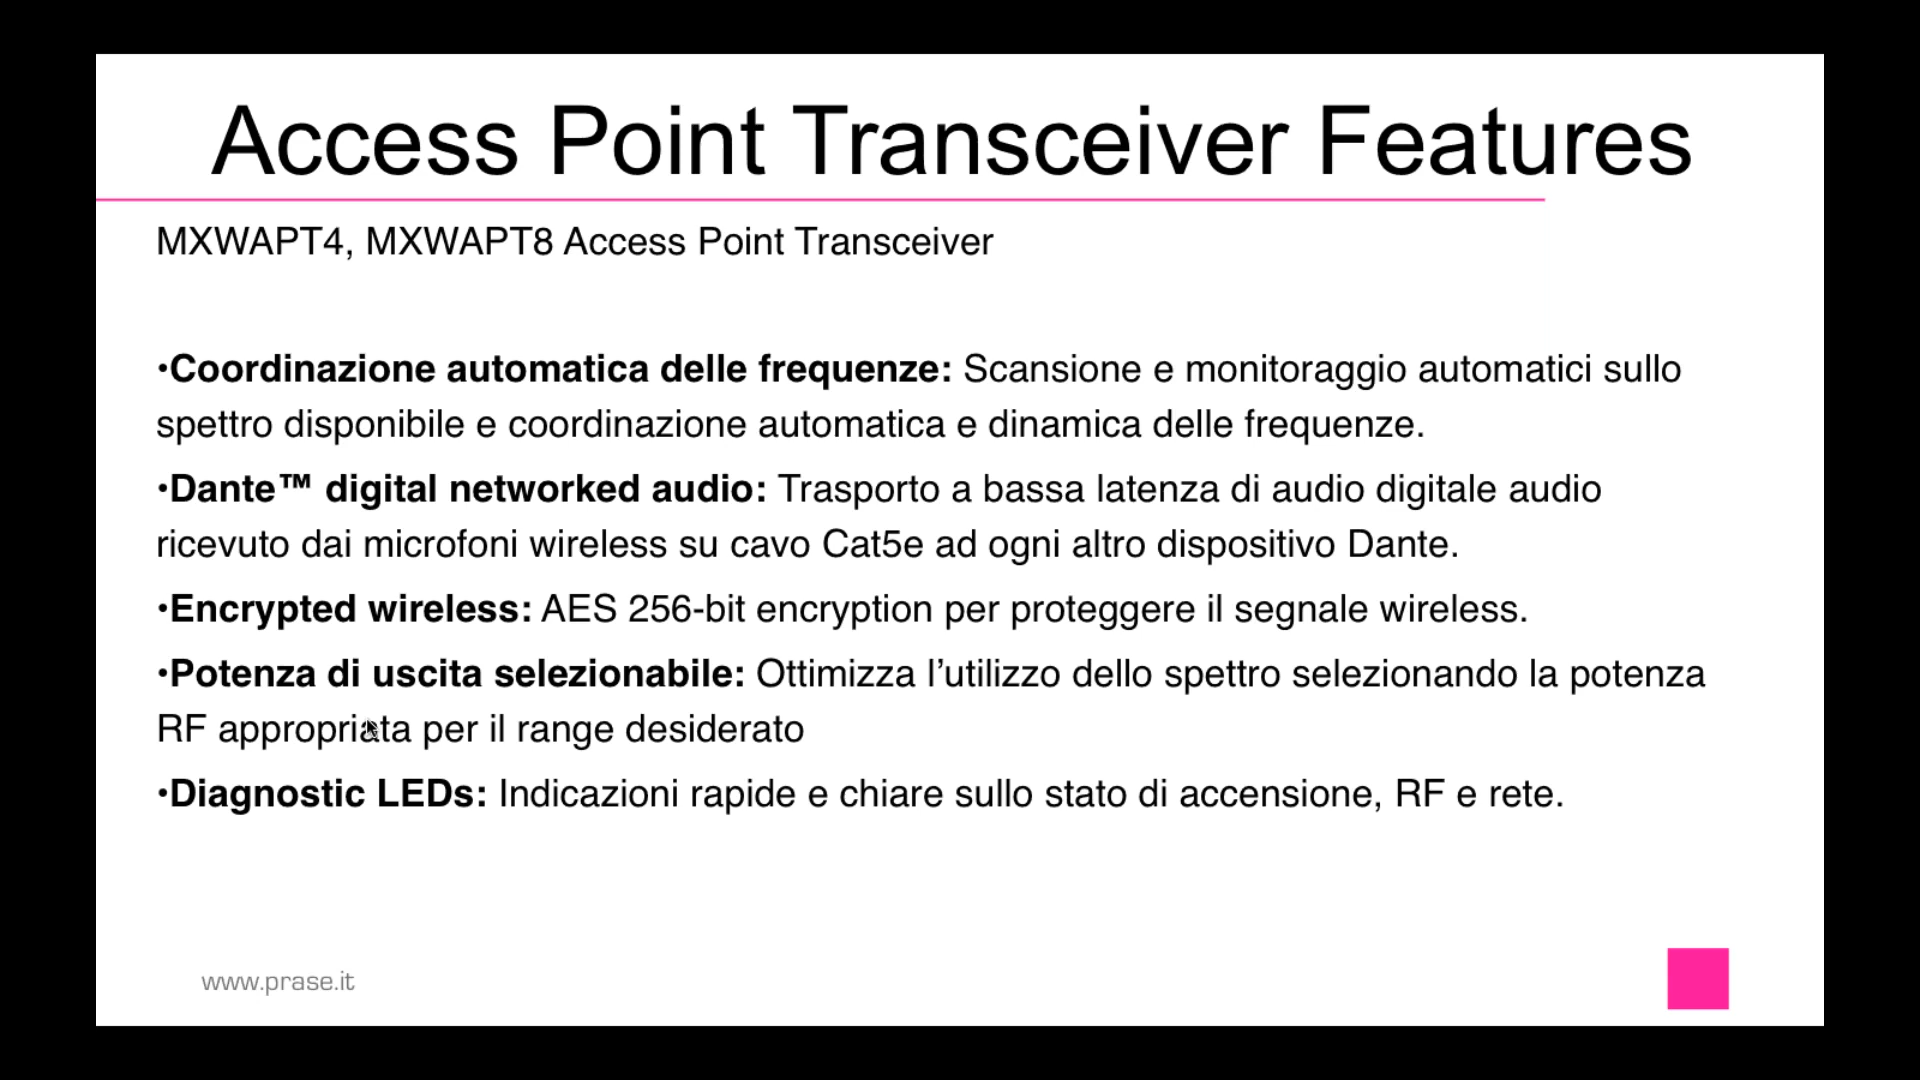 Access Point Transceiver Features
MXWAPT4, MXWAPT8 Access Point Transceiver
•Coordinazione automatica delle frequenze: Scansione e monitoraggio automatici sullo
spettro disponibile e coordinazione automatica e dinamica delle frequenze.
•Dante™ digital networked audio: Trasporto a bassa latenza di audio digitale audio
ricevuto dai microfoni wireless su cavo Cat5e ad ogni altro dispositivo Dante.
•Encrypted wireless: AES 256-bit encryption per proteggere il segnale wireless.
•Potenza di uscita selezionabile: Ottimizza l’utilizzo dello spettro selezionando la potenza
RF appropriata per il range desiderato
•Diagnostic LEDs: Indicazioni rapide e chiare sullo stato di accensione, RF e rete.
www.prase.it